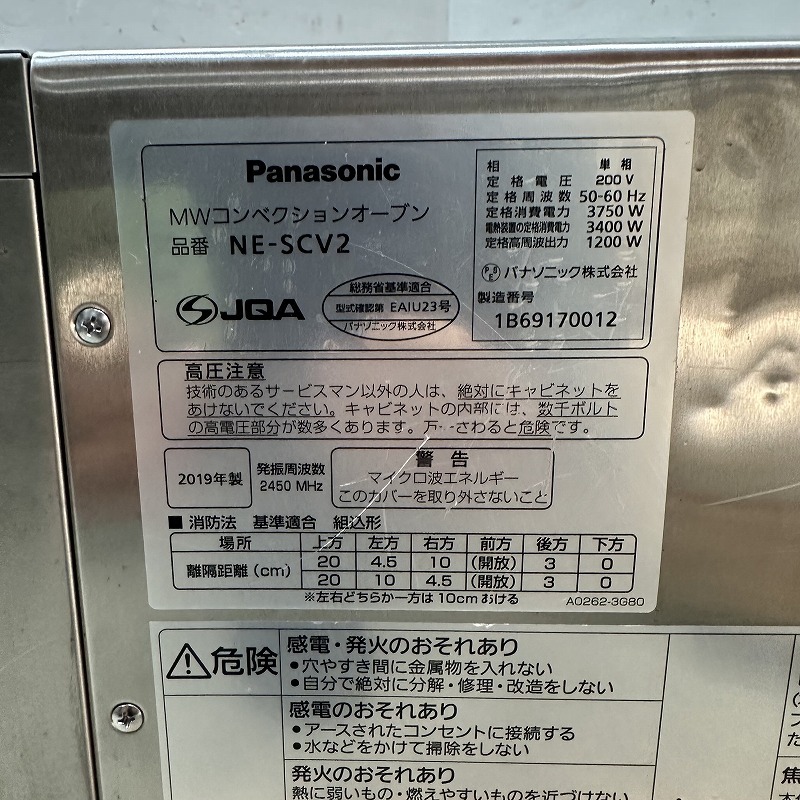 Panasonic
MWコンベクションオーブン
品番 NE-SCV2
JQA
総務省基準適合
型式確認第 EAIU23号
パナソニック株式会社
相 単相
定格電圧 200 V
定格周波数 50-60 Hz
定格消費電力 3750 W
電熱装置の定格消費電力 3400 W
定格高周波出力 1200 W
PSE パナソニック株式会社
製造番号
1B69170012
高圧注意
技術のあるサービスマン以外の人は、絶対にキャビネットを
あけないでください。キャビネットの内部には、数千ボルト
の高電圧部分が数多くあります。万一さわると危険です。
2019年製
発振周波数
2450 MHz
警告
マイクロ波エネルギー
このカバーを取り外さないこと
■ 消防法 基準適合 組込形
場所 上方 左方 右方 前方 後方 下方
離隔距離(cm) 20 4.5 10 (開放) 3 0
20 10 4.5 (開放) 3 0
※左右どちらか一方は10cmあける
A0262-3G80
危険
感電・発火のおそれあり
●穴やすき間に金属物を入れない
●自分で絶対に分解・修理・改造をしない
感電のおそれあり
●アースされたコンセントに接続する
●水などをかけて掃除をしない
発火のおそれあり
熱に弱いもの・燃えやすいものを近づけない